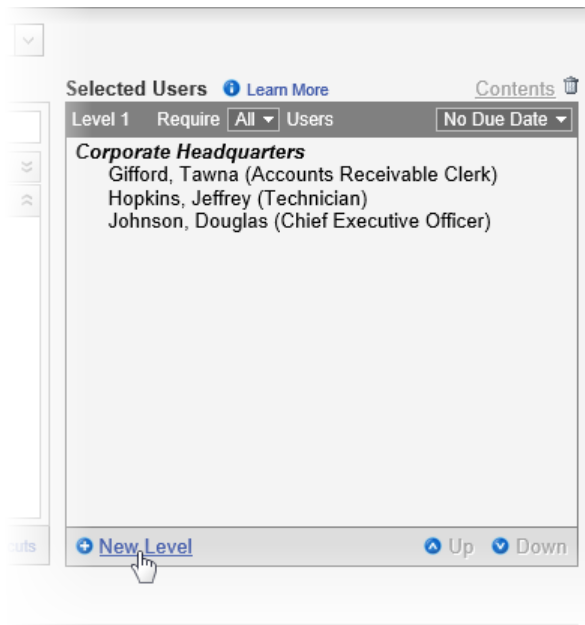 Selected Users Learn More Contents
Level 1 Require All Users No Due Date
Corporate Headquarters
Gifford, Tawna (Accounts Receivable Clerk)
Hopkins, Jeffrey (Technician)
Johnson, Douglas (Chief Executive Officer)
cuts New Level Up Down